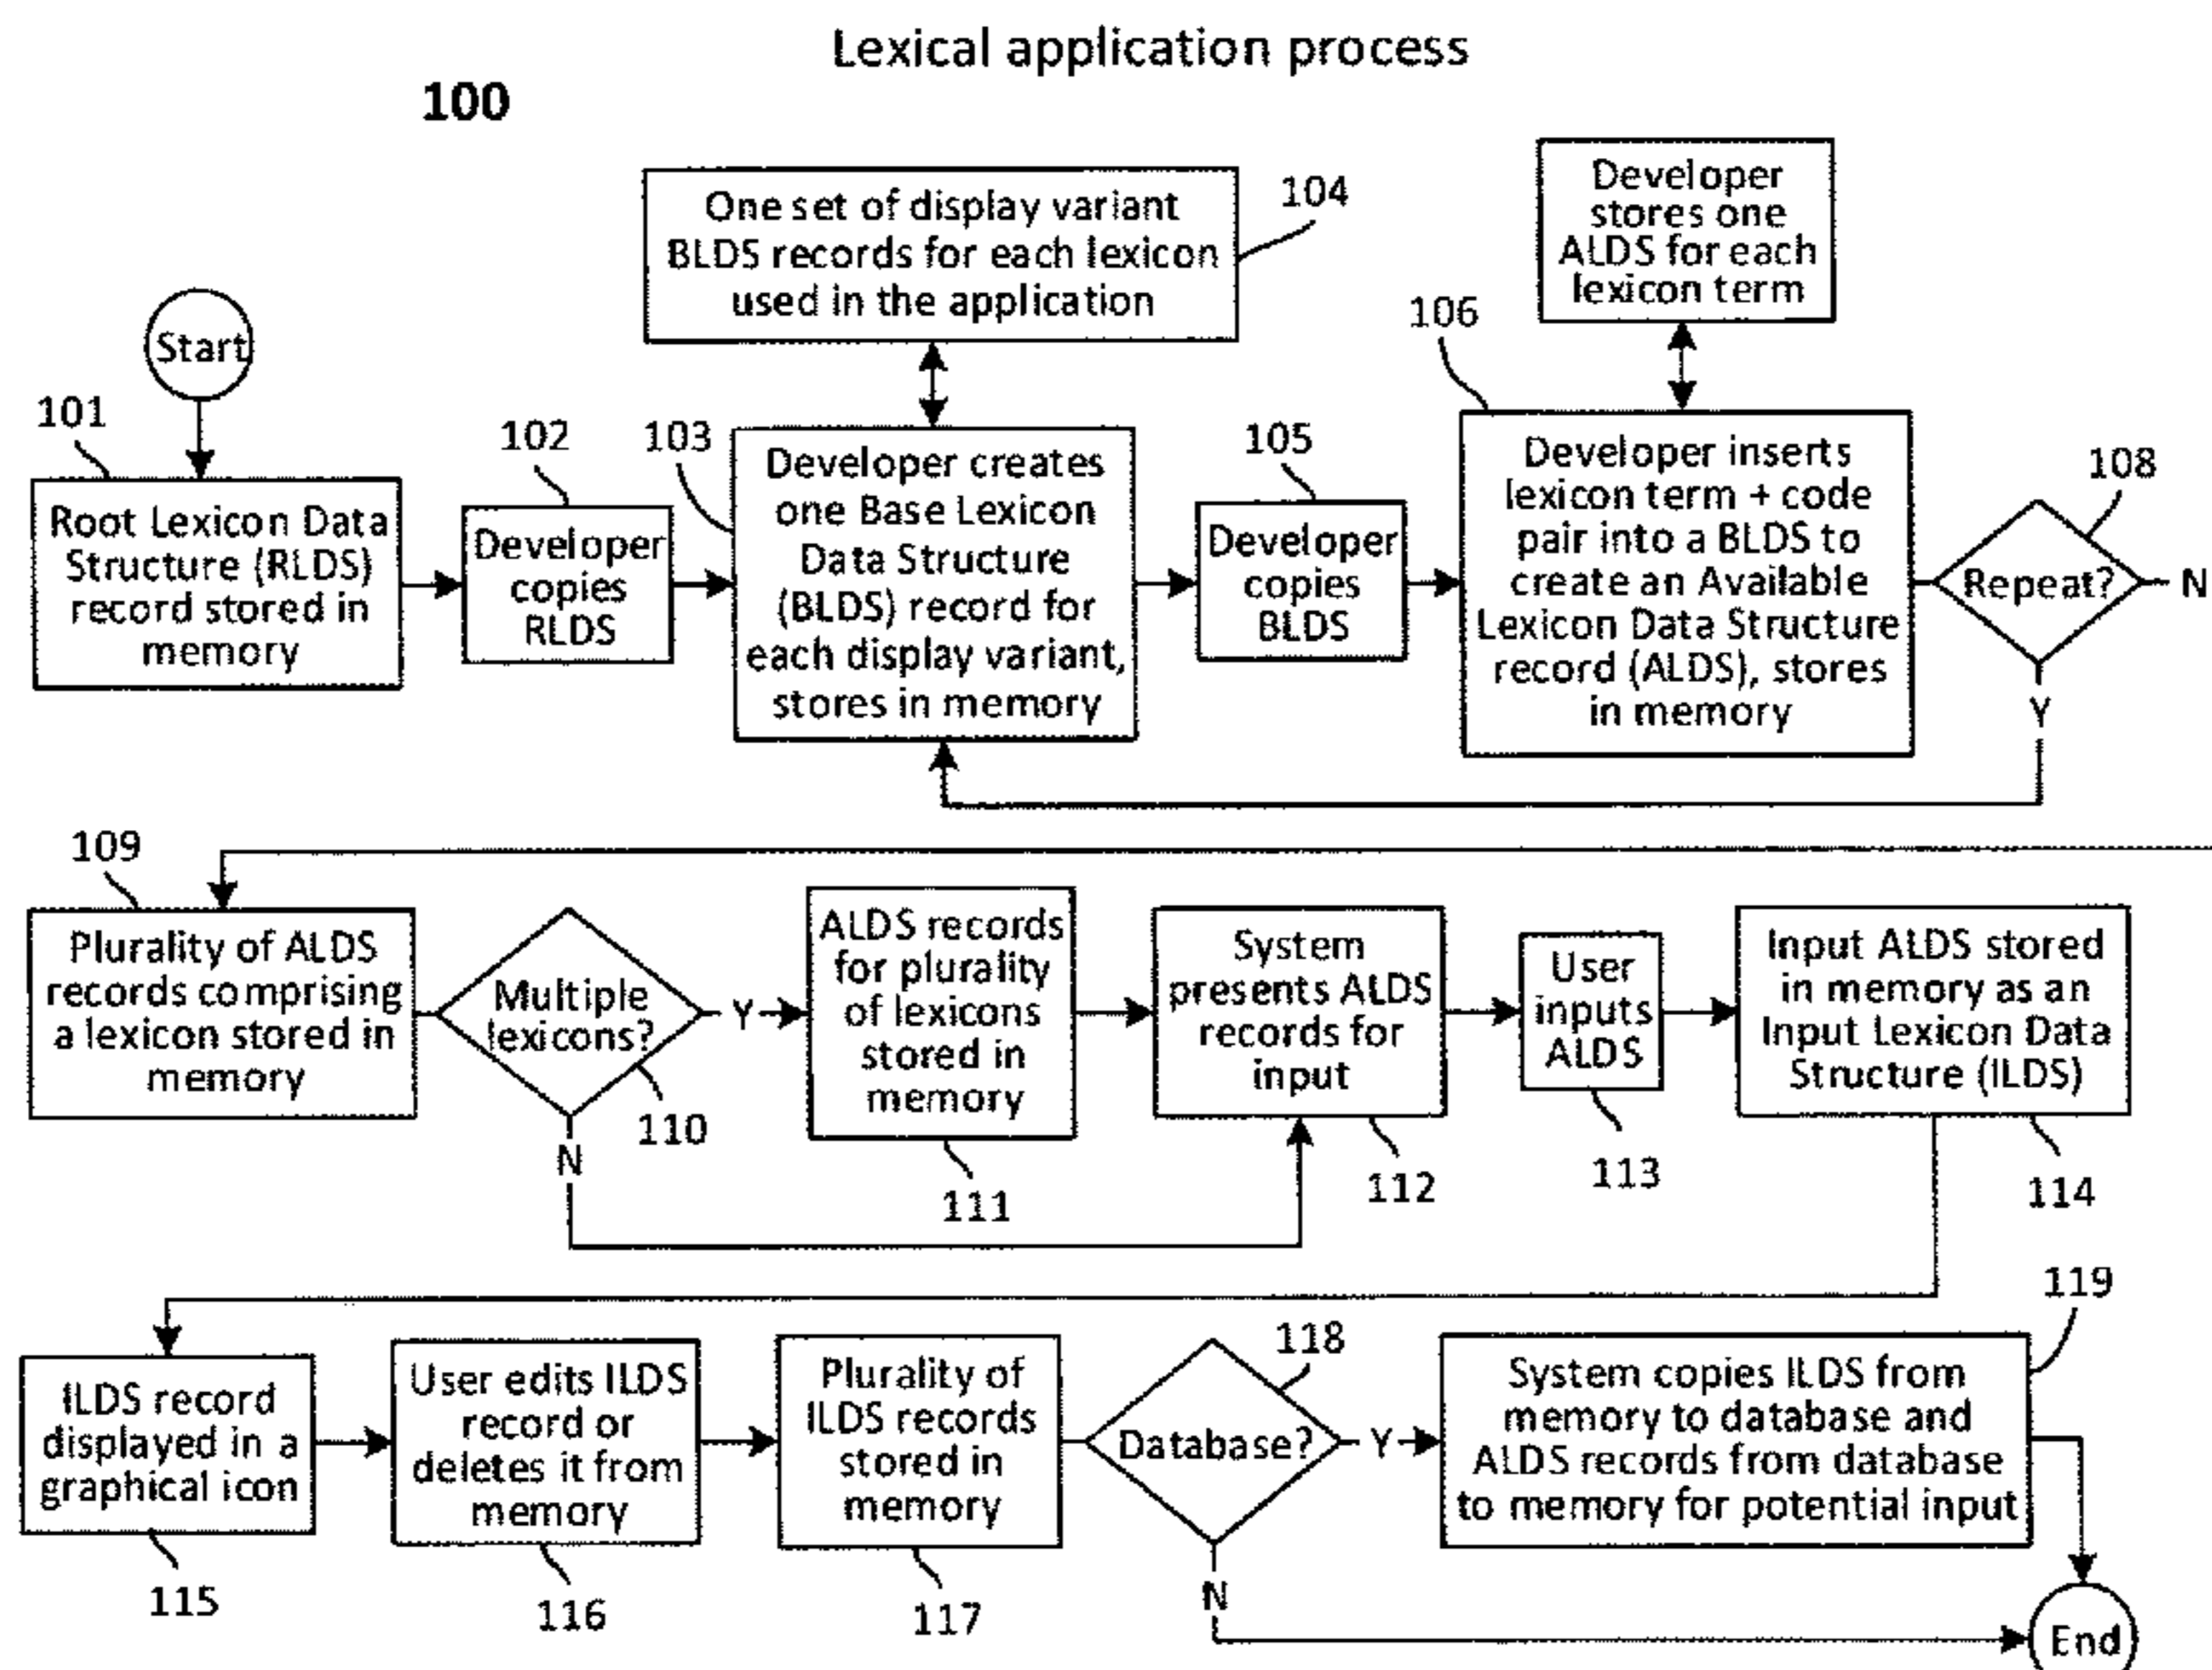 Lexical application process
100
Start
101
Root Lexicon Data
Structure (RLDS)
record stored in
memory
102
Developer
copies
RLDS
104
One set of display variant
BLDS records for each lexicon
used in the application
103
Developer creates
one Base Lexicon
Data Structure
(BLDS) record for
each display variant,
stores in memory
105
Developer
copies
BLDS
Developer
stores one
ALDS for each
lexicon term
106
Developer inserts
lexicon term + code
pair into a BLDS to
create an Available
Lexicon Data Structure
record (ALDS), stores
in memory
108
Repeat?
N
Y
109
Plurality of ALDS
records comprising
a lexicon stored in
memory
Multiple
lexicons?
110
Y
N
ALDS records
for plurality
of lexicons
stored in
memory
111
System
presents ALDS
records for
input
112
User
inputs
ALDS
113
Input ALDS stored
in memory as an
Input Lexicon Data
Structure (ILDS)
114
ILDS record
displayed in a
graphical icon
115
User edits ILDS
record or
deletes it from
memory
116
Plurality of
ILDS records
stored in
memory
117
118
Database?
Y
N
119
System copies ILDS from
memory to database and
ALDS records from database
to memory for potential input
End